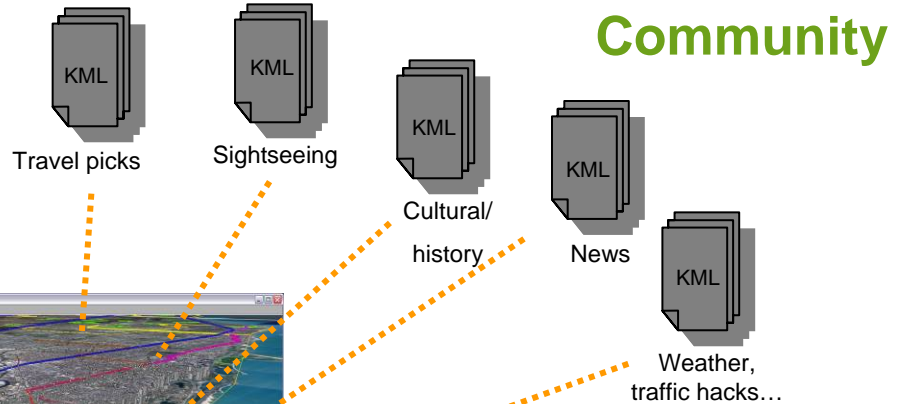 Community
KML
Travel picks
KML
Sightseeing
KML
Cultural/
history
KML
News
KML
Weather,
traffic hacks…